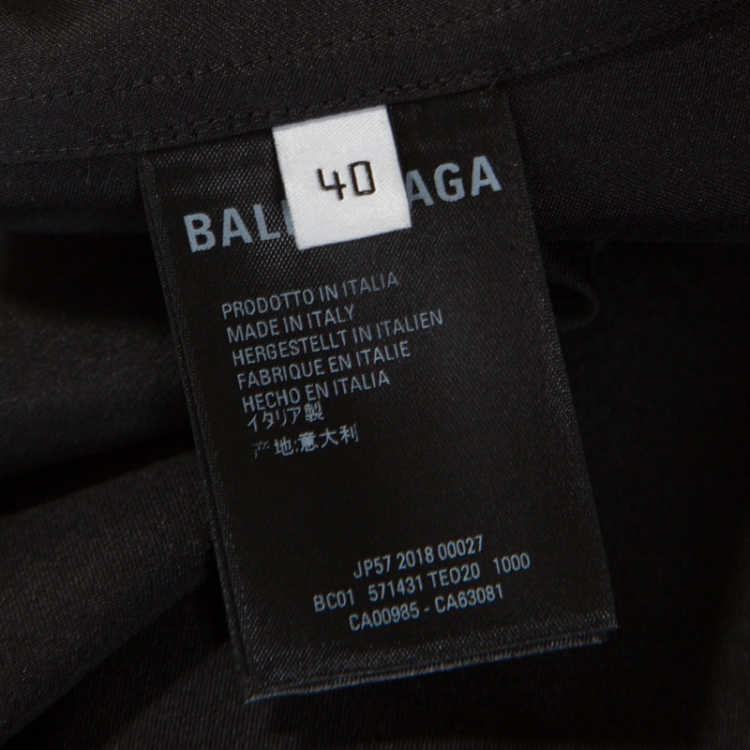 40
BAL AGA
PRODOTTO IN ITALIA
MADE IN ITALY
HERGESTELLT IN ITALIEN
FABRIQUE EN ITALIE
HECHO EN ITALIA
イタリア製
产地:意大利
JP57 2018 00027
BC01 571431 TEO20 1000
CA00985 - CA63081